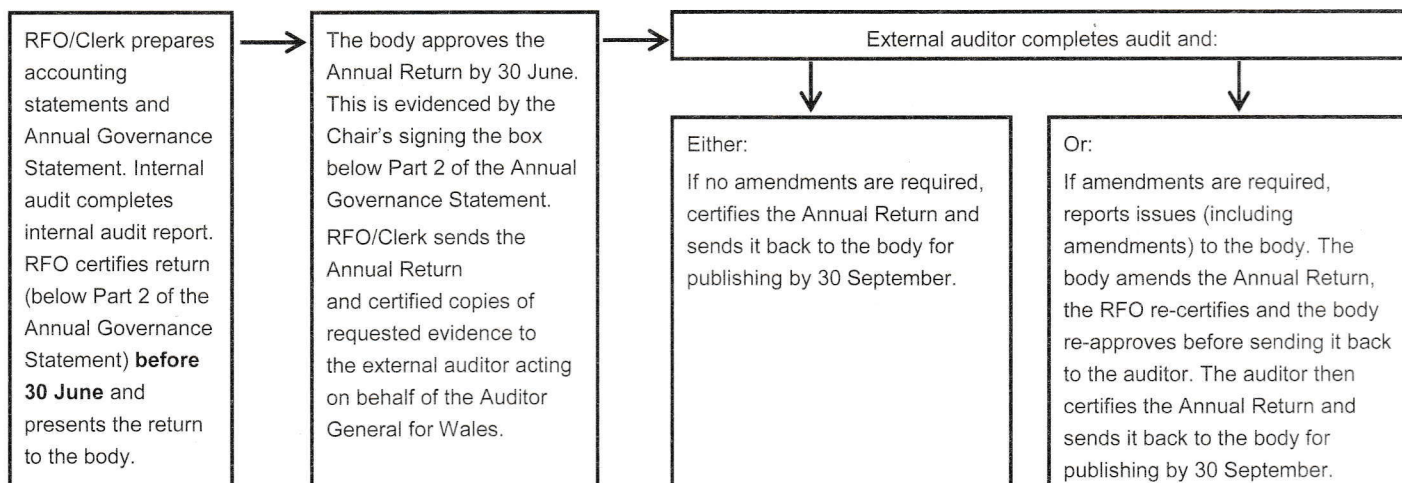 RFO/Clerk prepares
accounting
statements and
Annual Governance
Statement. Internal
audit completes
internal audit report.
RFO certifies return
(below Part 2 of the
Annual Governance
Statement) before
30 June and
presents the return
to the body.
The body approves the
Annual Return by 30 June.
This is evidenced by the
Chair's signing the box
below Part 2 of the Annual
Governance Statement.
RFO/Clerk sends the
Annual Return
and certified copies of
requested evidence to
the external auditor acting
on behalf of the Auditor
General for Wales.
External auditor completes audit and:
Either:
If no amendments are required,
certifies the Annual Return and
sends it back to the body for
publishing by 30 September.
Or:
If amendments are required,
reports issues (including
amendments) to the body. The
body amends the Annual Return,
the RFO re-certifies and the body
re-approves before sending it back
to the auditor. The auditor then
certifies the Annual Return and
sends it back to the body for
publishing by 30 September.